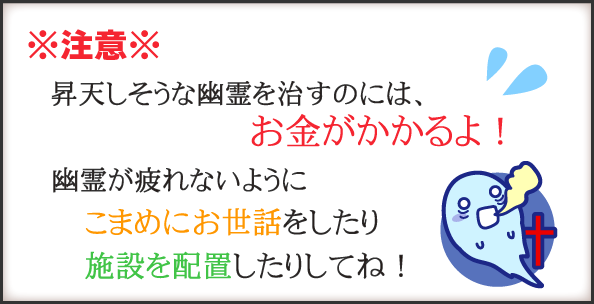 ※注意※
昇天しそうな幽霊を治すのには、
お金がかかるよ！
幽霊が疲れないように
こまめにお世話をしたり
施設を配置したりしてね！